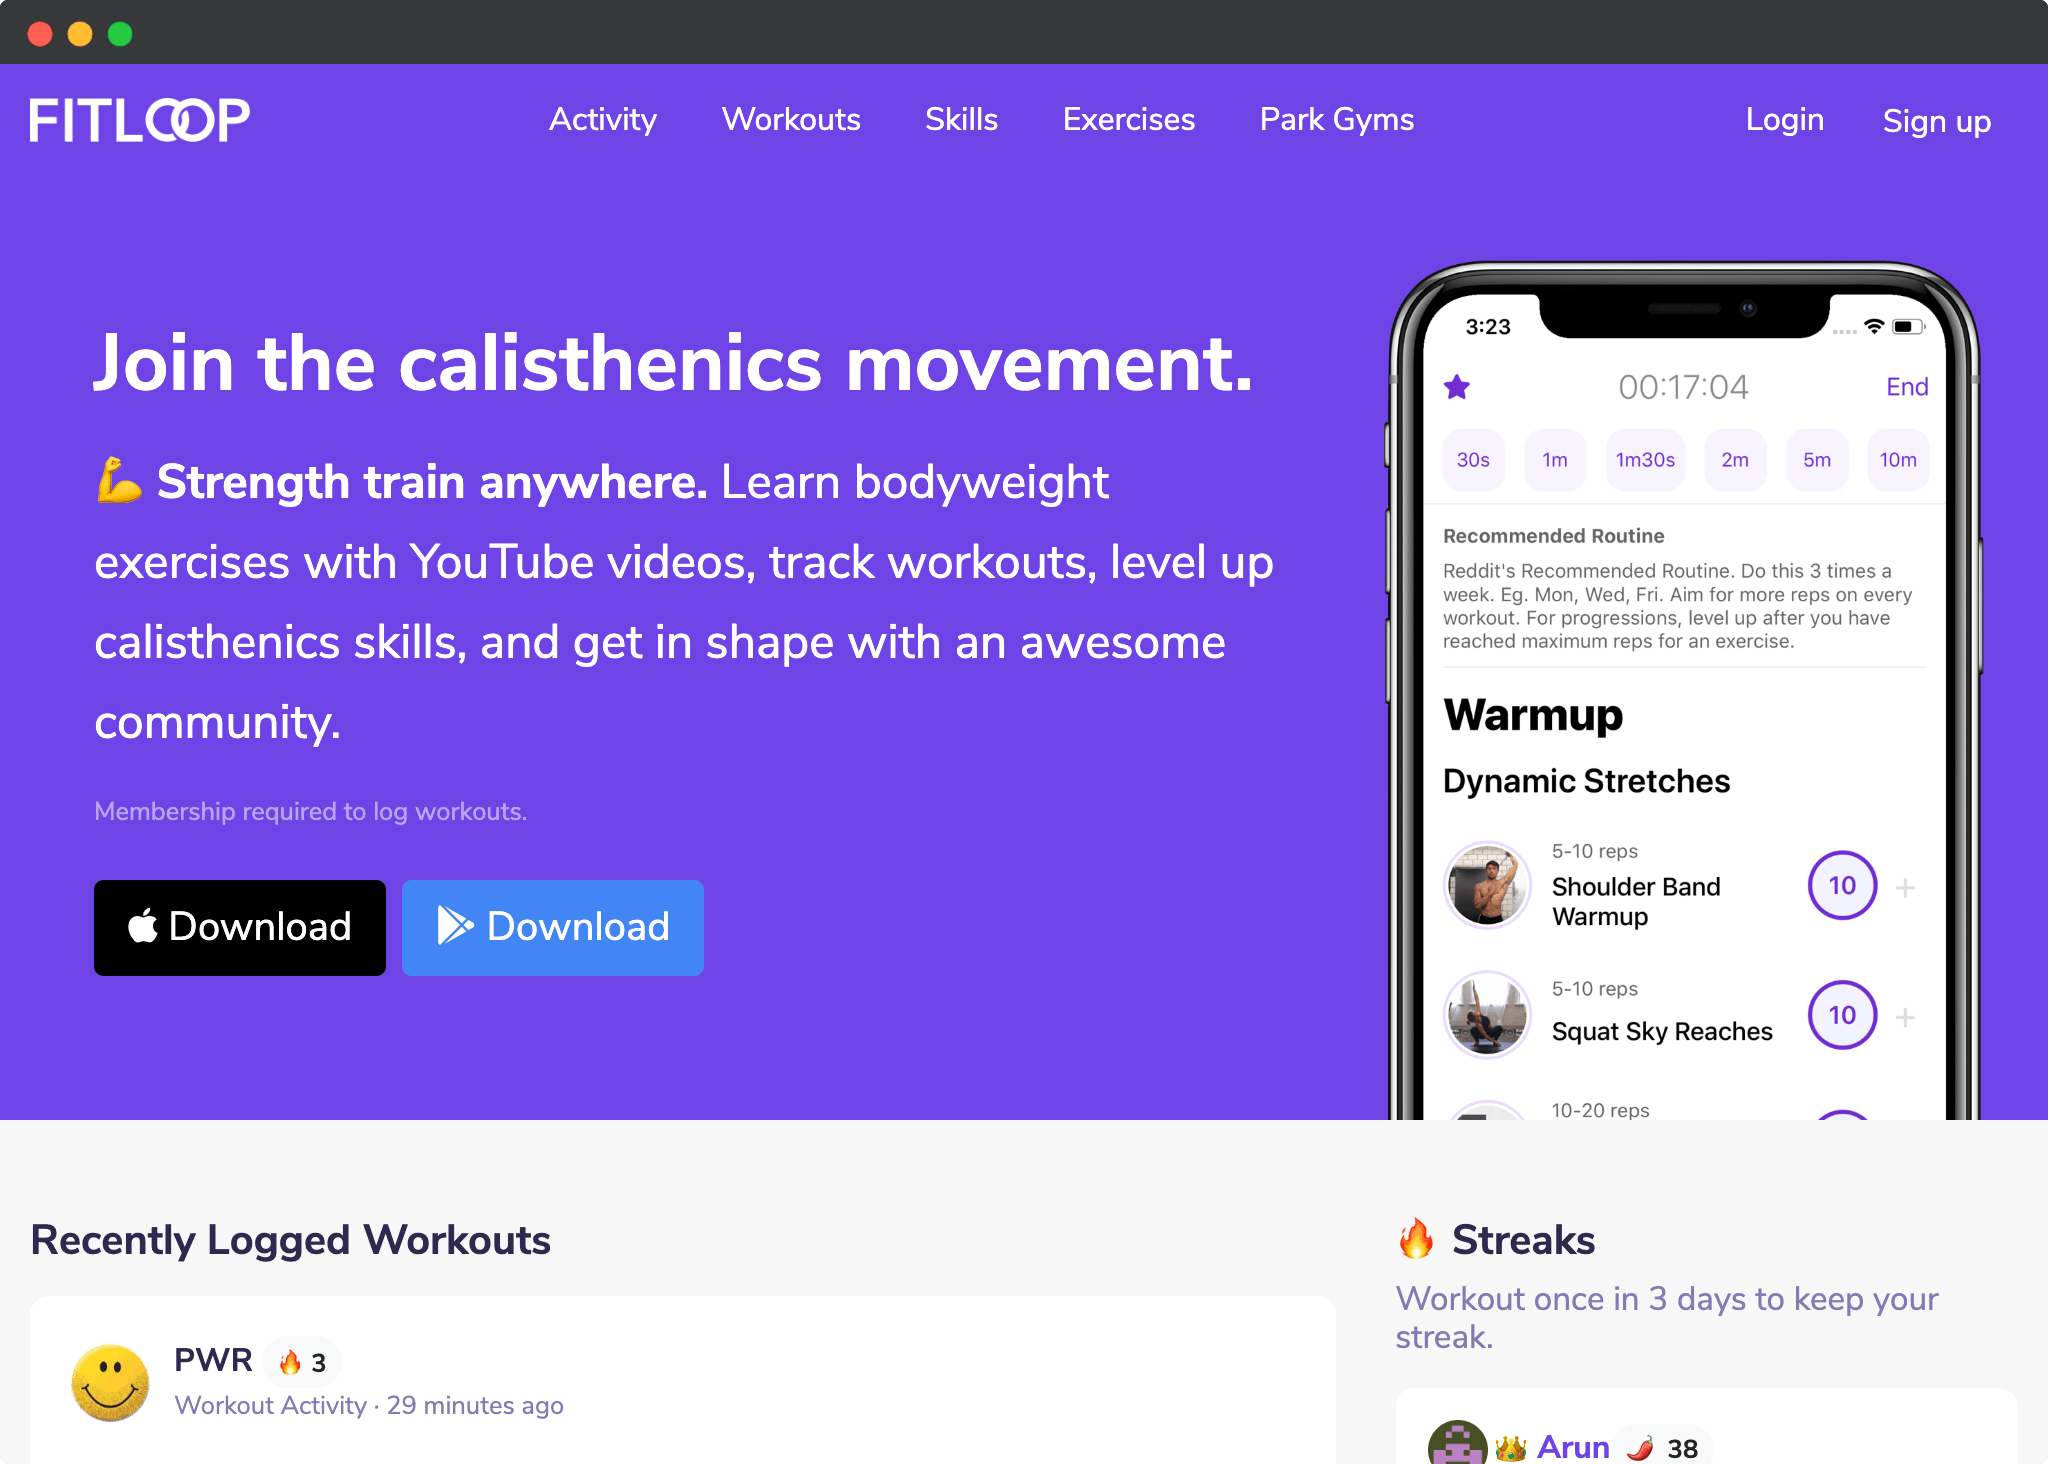 FITLOOP
Activity
Workouts
Skills
Exercises
Park Gyms
Login
Sign up
Join the calisthenics movement.
💪 Strength train anywhere. Learn bodyweight
exercises with YouTube videos, track workouts, level up
calisthenics skills, and get in shape with an awesome
community.
Membership required to log workouts.
Download
Download
3:23
00:17:04
End
30s
1m
1m30s
2m
5m
10m
Recommended Routine
Reddit's Recommended Routine. Do this 3 times a
week. Eg. Mon, Wed, Fri. Aim for more reps on every
workout. For progressions, level up after you have
reached maximum reps for an exercise.
Warmup
Dynamic Stretches
5-10 reps
Shoulder Band
Warmup
10
+
5-10 reps
Squat Sky Reaches
10
+
10-20 reps
Recently Logged Workouts
PWR 🔥 3
Workout Activity · 29 minutes ago
🔥 Streaks
Workout once in 3 days to keep your
streak.
👑 Arun 🌶️ 38